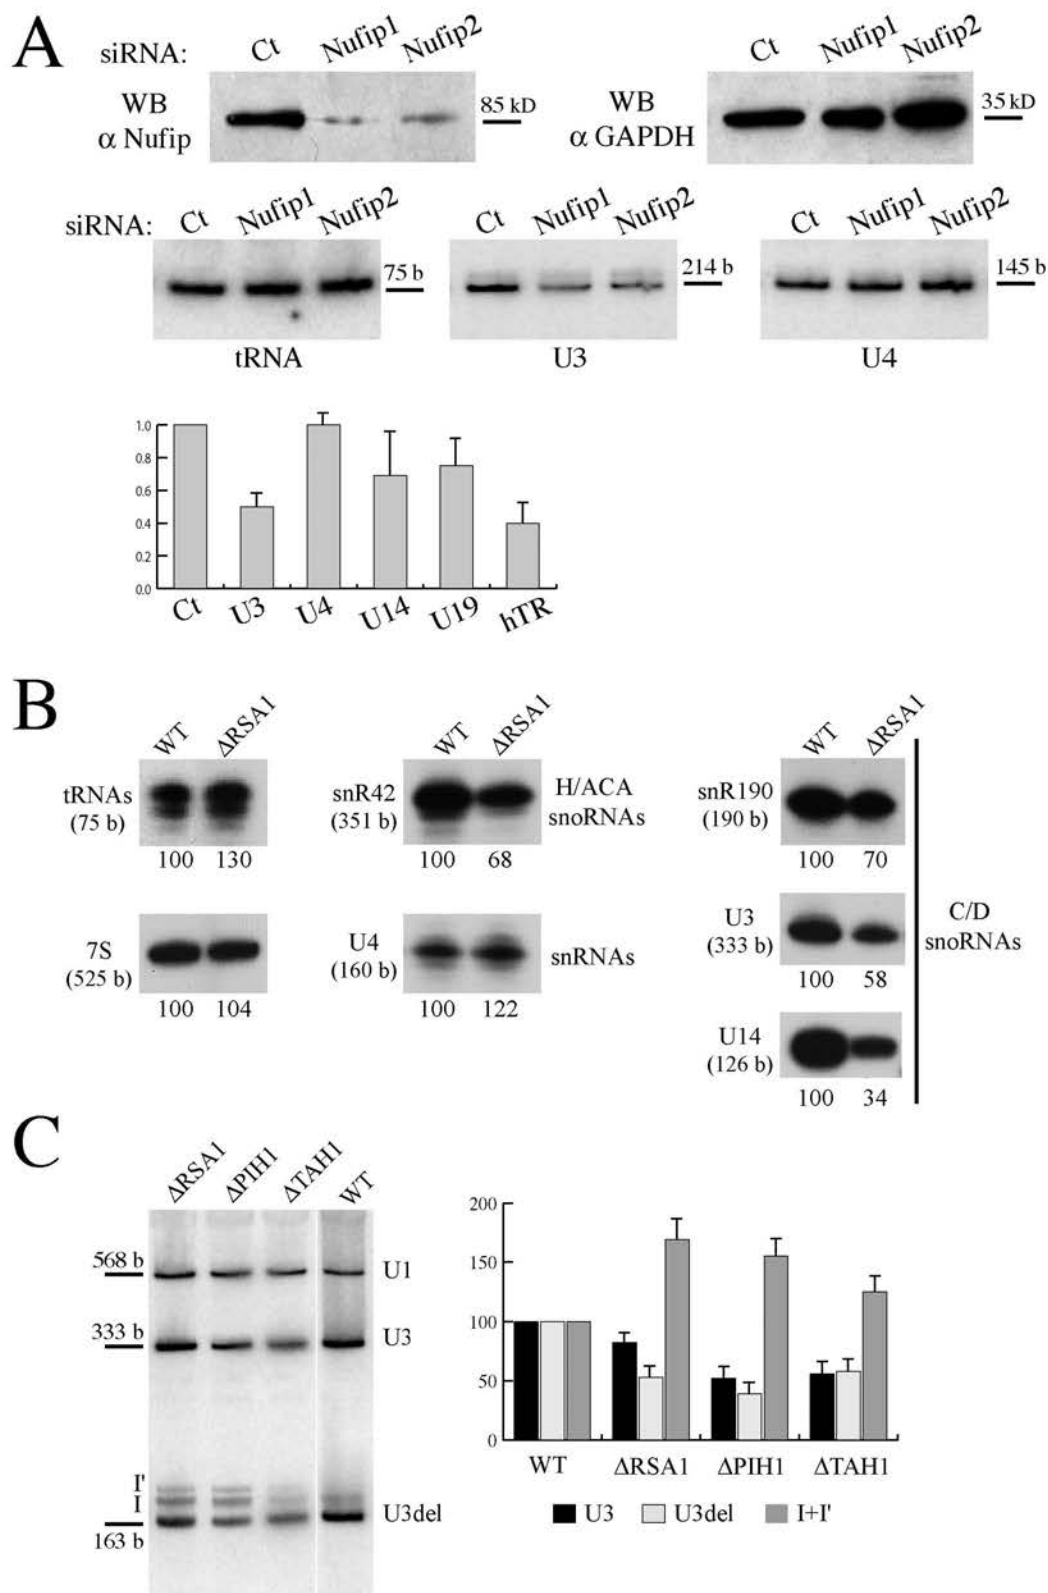 A
siRNA: Ct Nufip1 Nufip2
WB
α Nufip
85 kD
Ct Nufip1 Nufip2
WB
α GAPDH
35 kD
siRNA: Ct Nufip1 Nufip2
75 b
tRNA
Ct Nufip1 Nufip2
214 b
U3
Ct Nufip1 Nufip2
145 b
U4
1.0
0.8
0.6
0.4
0.2
0.0
Ct U3 U4 U14 U19 hTR
B
WT ΔRSA1
tRNAs
(75 b)
100 130
7S
(525 b)
100 104
WT ΔRSA1
snR42
(351 b)
H/ACA
snoRNAs
100 68
U4
(160 b)
snRNAs
100 122
WT ΔRSA1
snR190
(190 b)
100 70
U3
(333 b)
100 58
U14
(126 b)
100 34
C/D
snoRNAs
C
ΔRSA1 ΔPIH1 ΔTAH1 WT
568 b
U1
333 b
U3
I'
I
U3del
163 b
200
150
100
50
0
WT ΔRSA1 ΔPIH1 ΔTAH1
U3 U3del I+I'